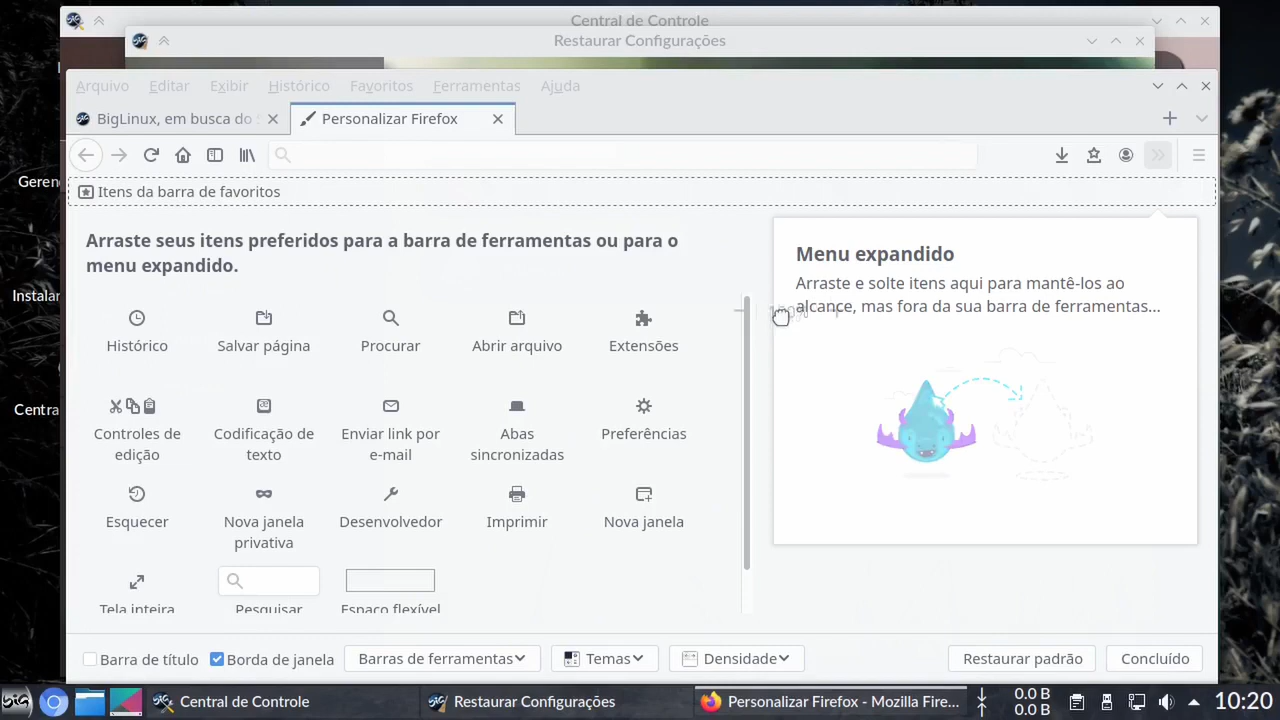 Central de Controle
Restaurar Configurações
Arquivo Editar Exibir Histórico Favoritos Ferramentas Ajuda
BigLinux, em busca do
Personalizar Firefox
Itens da barra de favoritos
Arraste seus itens preferidos para a barra de ferramentas ou para o
menu expandido.
Menu expandido
Arraste e solte itens aqui para mantê-los ao
alcance, mas fora da sua barra de ferramentas...
Histórico
Salvar página
Procurar
Abrir arquivo
Extensões
Controles de
edição
Codificação de
texto
Enviar link por
e-mail
Abas
sincronizadas
Preferências
Esquecer
Nova janela
privativa
Desenvolvedor
Imprimir
Nova janela
Tela inteira
Pesquisar
Espaço flexível
Barra de título
Borda de janela
Barras de ferramentas
Temas
Densidade
Restaurar padrão
Concluído
Geren
Instalar
Centra
BIG
Central de Controle
Restaurar Configurações
Personalizar Firefox - Mozilla Fire...
0.0 B
0.0 B
10:20